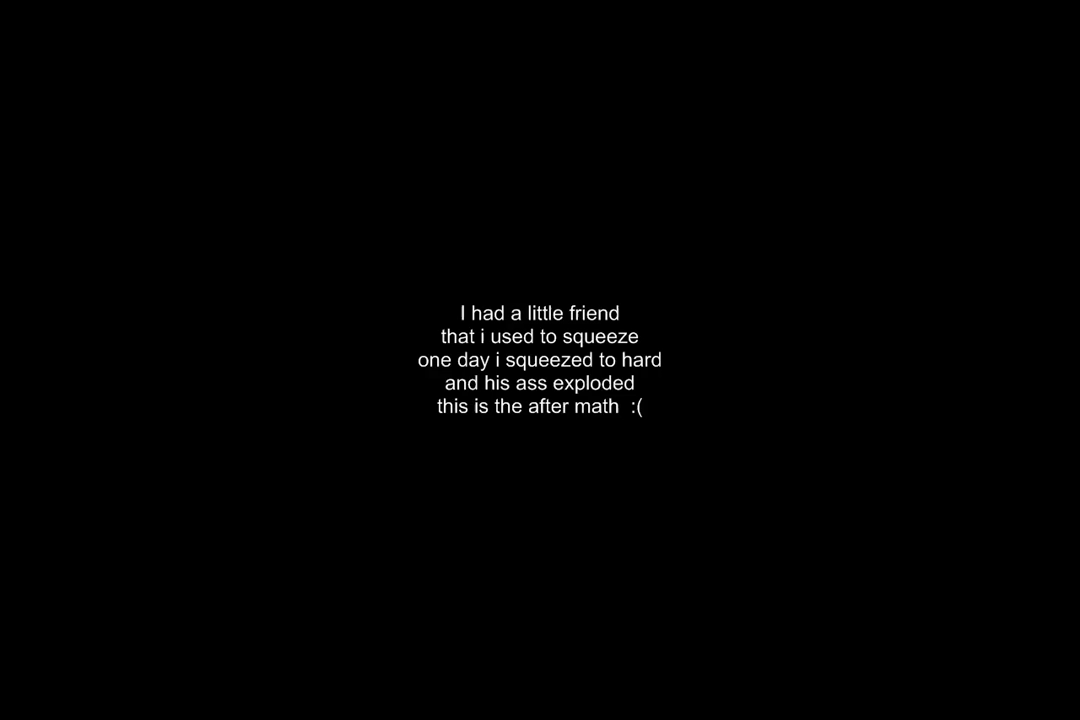 I had a little friend
that i used to squeeze
one day i squeezed to hard
and his ass exploded
this is the after math  :(